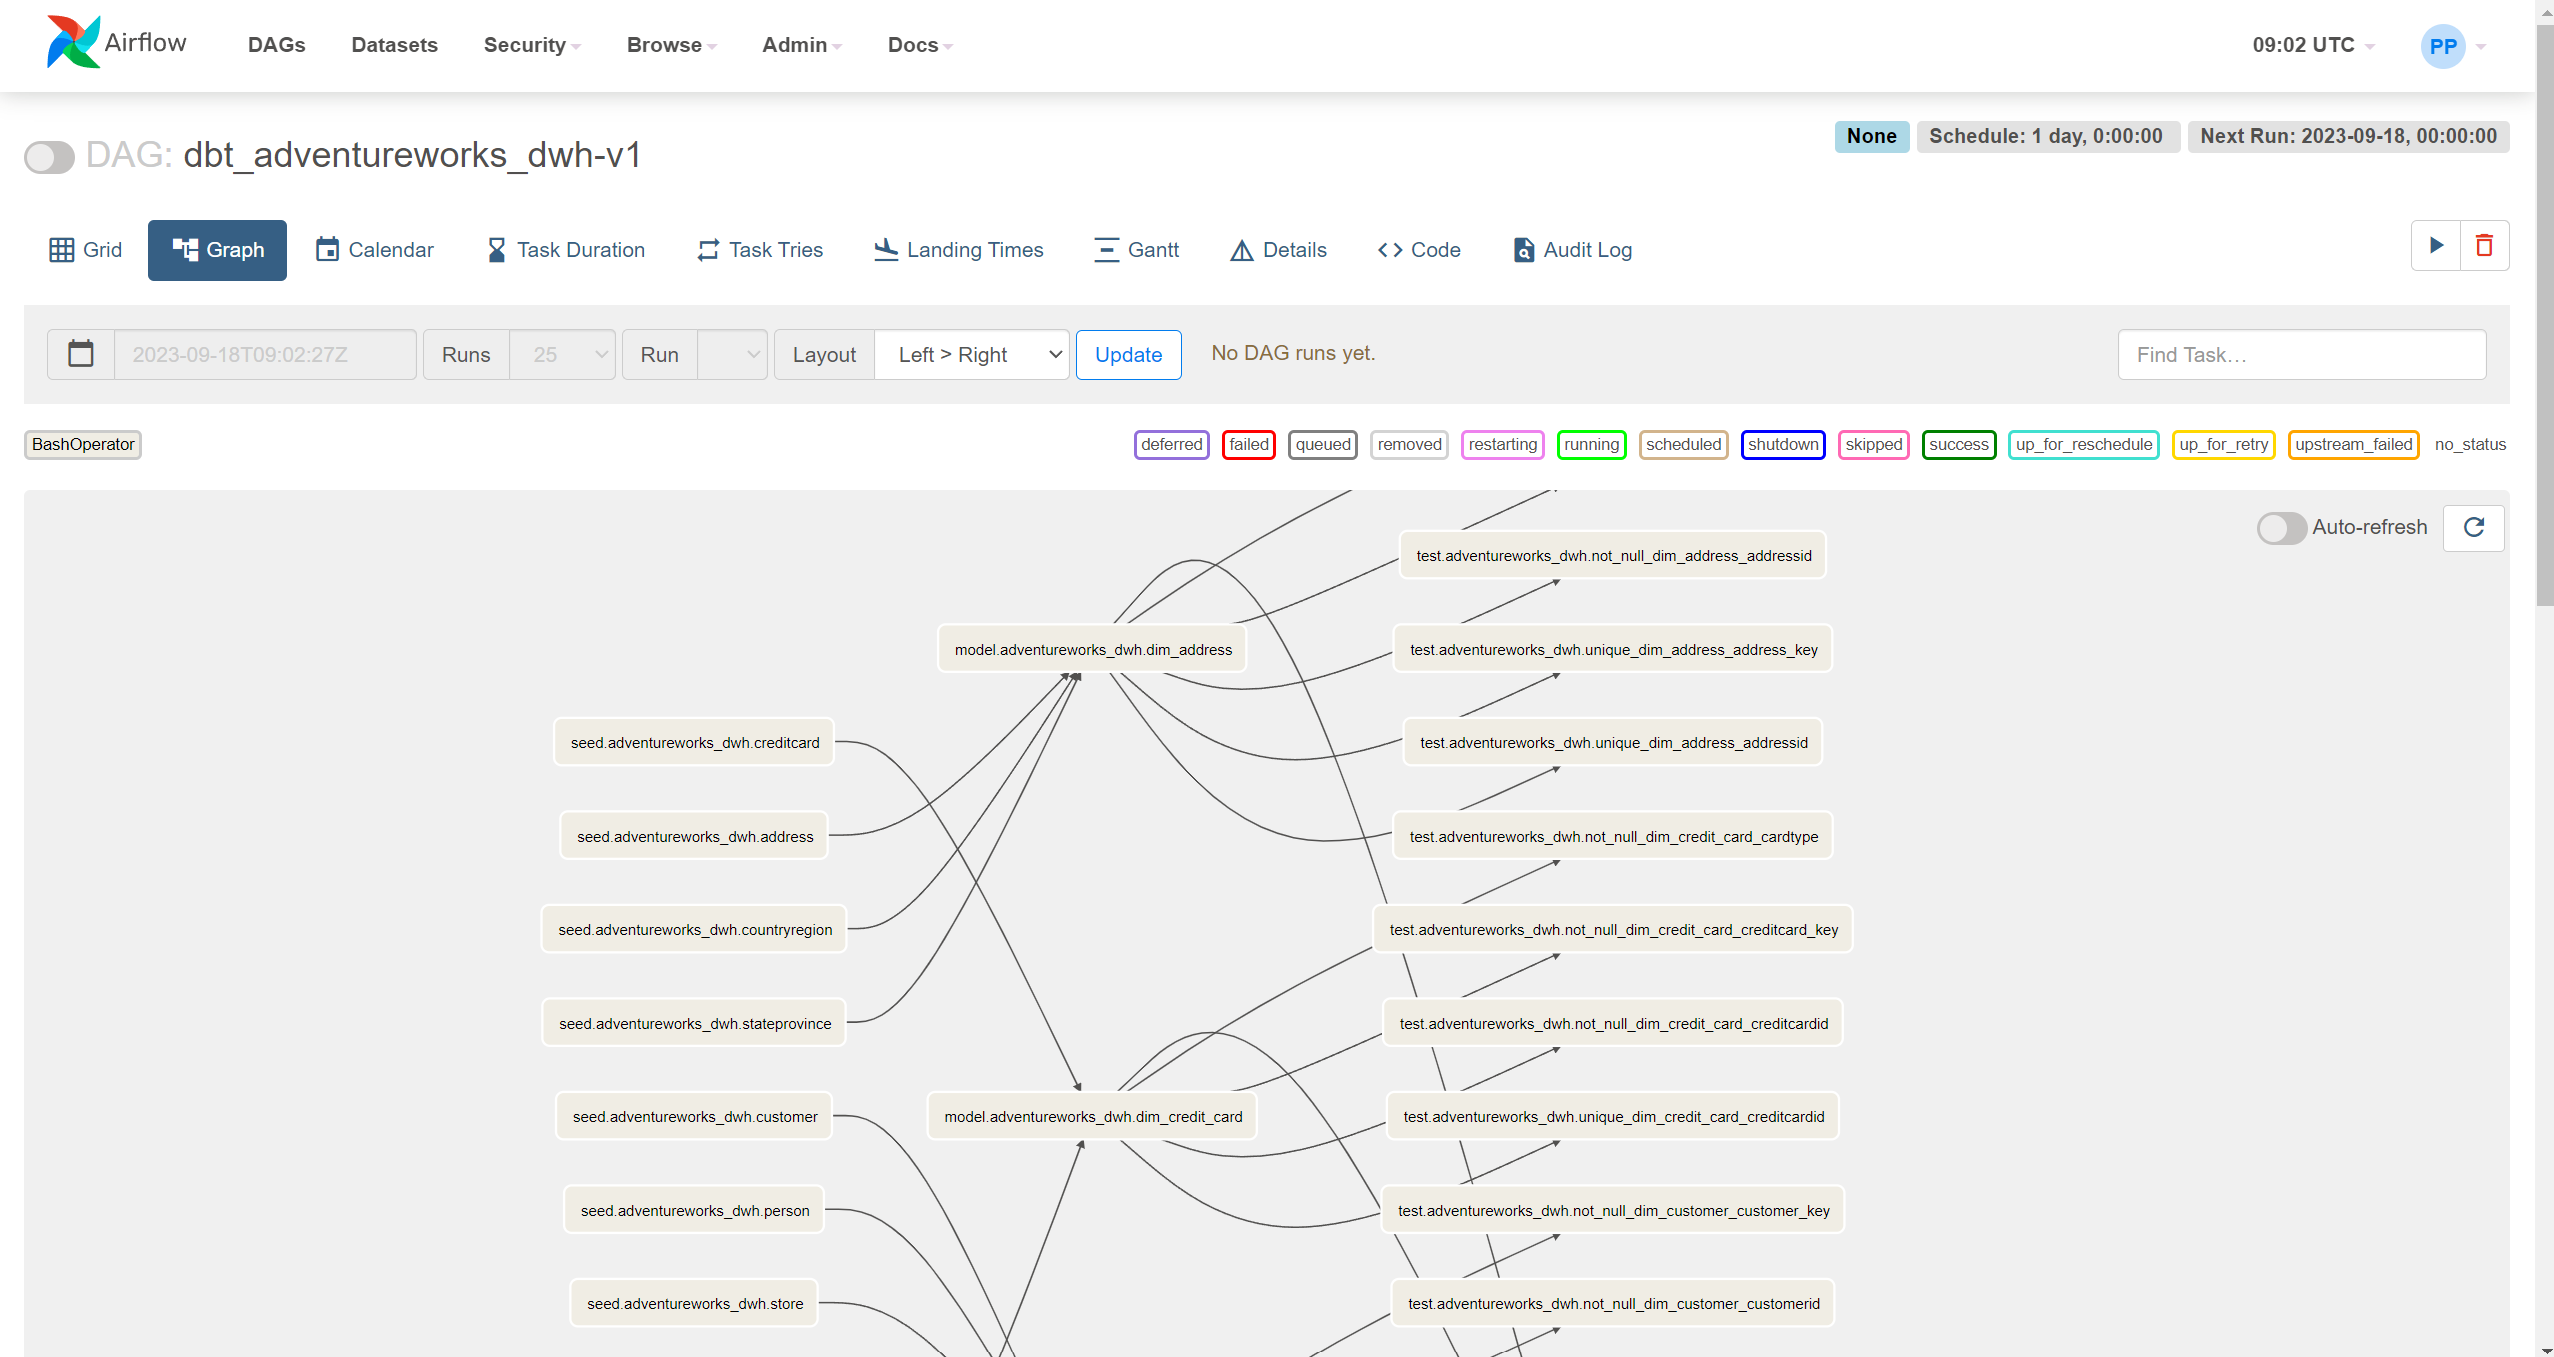 Airflow DAGs Datasets Security Browse Admin Docs 09:02 UTC PP
DAG: dbt_adventureworks_dwh-v1
None Schedule: 1 day, 0:00:00 Next Run: 2023-09-18, 00:00:00
Grid Graph Calendar Task Duration Task Tries Landing Times Gantt Details Code Audit Log
2023-09-18T09:02:27Z Runs 25 Run Layout Left > Right Update No DAG runs yet. Find Task...
BashOperator deferred failed queued removed restarting running scheduled shutdown skipped success up_for_reschedule up_for_retry upstream_failed no_status
Auto-refresh
test.adventureworks_dwh.not_null_dim_address_addressid
model.adventureworks_dwh.dim_address
test.adventureworks_dwh.unique_dim_address_address_key
seed.adventureworks_dwh.creditcard
test.adventureworks_dwh.unique_dim_address_addressid
seed.adventureworks_dwh.address
test.adventureworks_dwh.not_null_dim_credit_card_cardtype
seed.adventureworks_dwh.countryregion
test.adventureworks_dwh.not_null_dim_credit_card_creditcard_key
seed.adventureworks_dwh.stateprovince
test.adventureworks_dwh.not_null_dim_credit_card_creditcardid
seed.adventureworks_dwh.customer
model.adventureworks_dwh.dim_credit_card
test.adventureworks_dwh.unique_dim_credit_card_creditcardid
seed.adventureworks_dwh.person
test.adventureworks_dwh.not_null_dim_customer_customer_key
seed.adventureworks_dwh.store
test.adventureworks_dwh.not_null_dim_customer_customerid